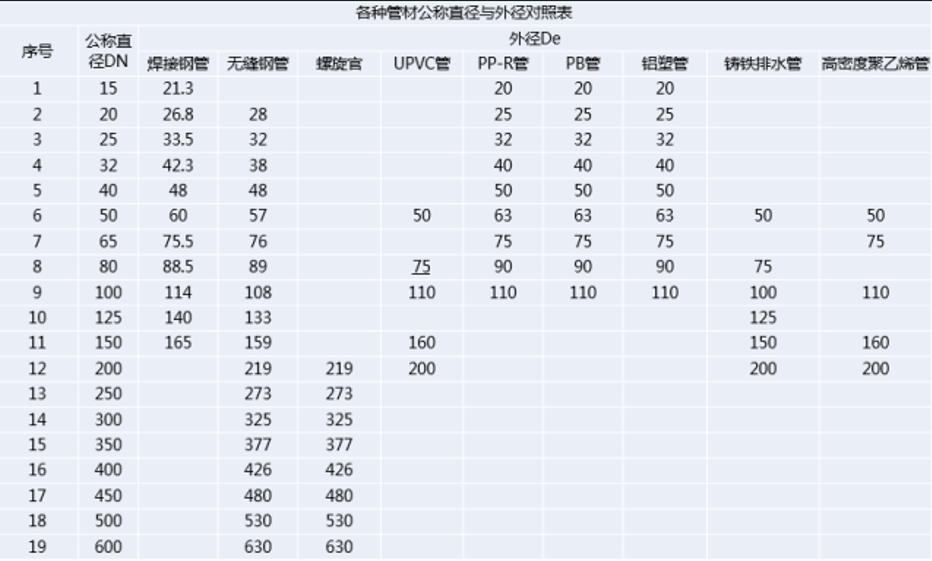 各种管材公称直径与外径对照表
序号 公称直径DN 外径De
焊接钢管 无缝钢管 螺旋官 UPVC管 PP-R管 PB管 铝塑管 铸铁排水管 高密度聚乙烯管
1 15 21.3 20 20 20
2 20 26.8 28 25 25 25
3 25 33.5 32 32 32 32
4 32 42.3 38 40 40 40
5 40 48 48 50 50 50
6 50 60 57 50 63 63 63 50 50
7 65 75.5 76 75 75 75 75
8 80 88.5 89 75 90 90 90 75
9 100 114 108 110 110 110 110 100 110
10 125 140 133 125
11 150 165 159 160 150 160
12 200 219 219 200 200 200
13 250 273 273
14 300 325 325
15 350 377 377
16 400 426 426
17 450 480 480
18 500 530 530
19 600 630 630